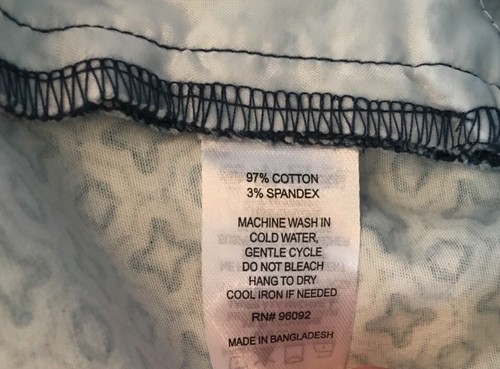 97% COTTON
3% SPANDEX
MACHINE WASH IN
COLD WATER,
GENTLE CYCLE
DO NOT BLEACH
HANG TO DRY
COOL IRON IF NEEDED
RN# 96092
MADE IN BANGLADESH